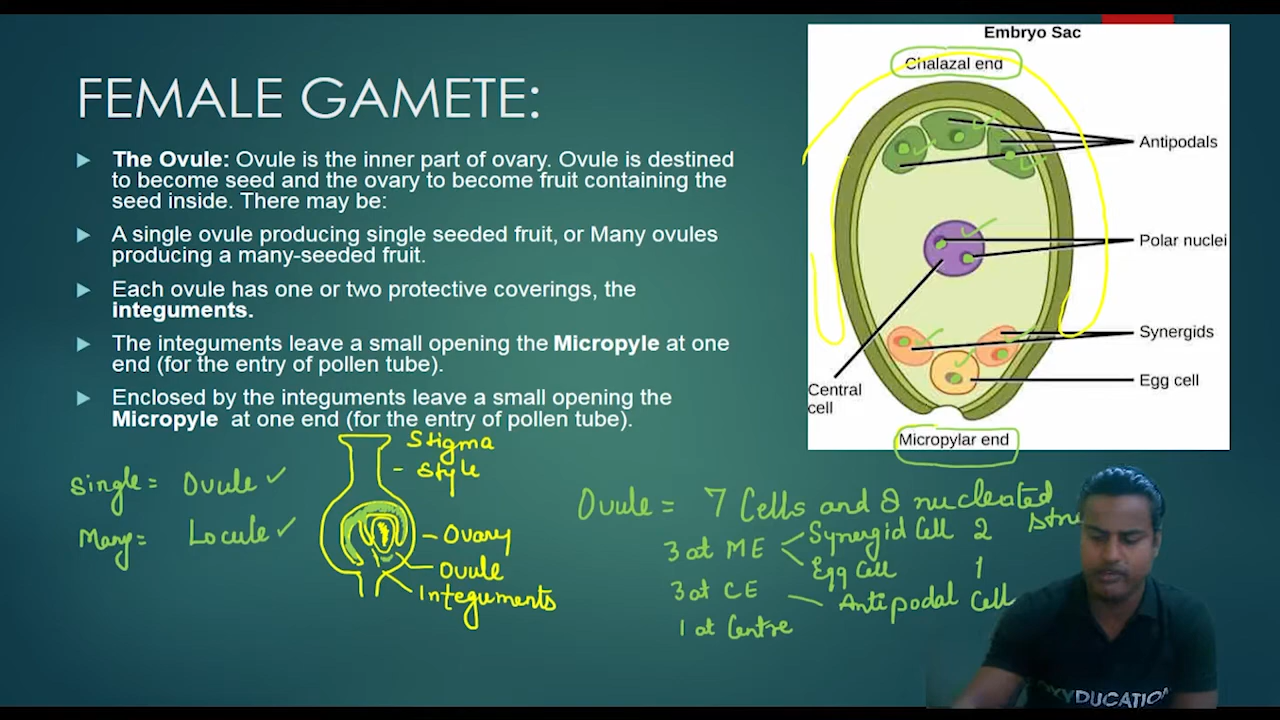 FEMALE GAMETE:
The Ovule: Ovule is the inner part of ovary. Ovule is destined
to become seed and the ovary to become fruit containing the
seed inside. There may be:
A single ovule producing single seeded fruit, or Many ovules
producing a many-seeded fruit.
Each ovule has one or two protective coverings, the
integuments.
The integuments leave a small opening the Micropyle at one
end (for the entry of pollen tube).
Enclosed by the integuments leave a small opening the
Micropyle at one end (for the entry of pollen tube).
Embryo Sac
Chalazal end
Antipodals
Polar nuclei
Synergids
Egg cell
Central
cell
Micropylar end
Single = Ovule
Many = Locule
Stigma
- Style
- Ovary
Ovule
Integuments
Ovule = 7 Cells and 8 nucleated
3 at ME Synergid Cell 2
Egg Cell 1
3 at CE Antipodal Cell
1 at Centre
DUCATION